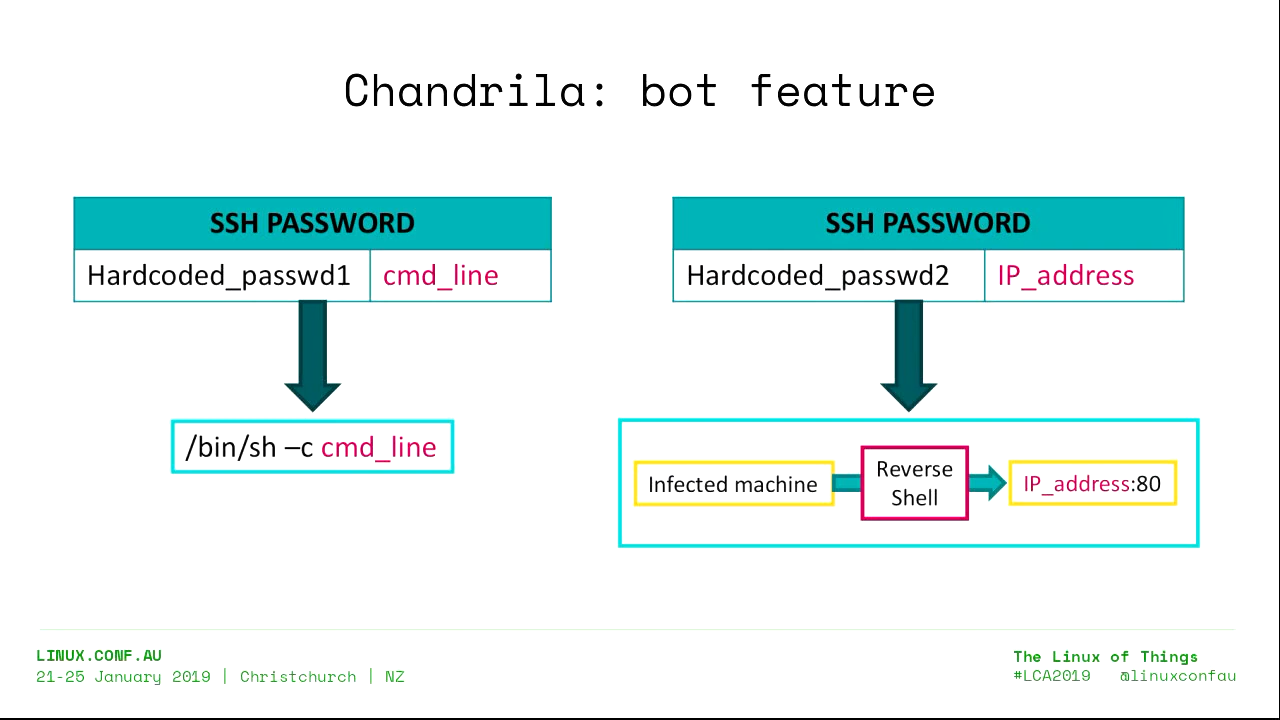 Chandrila: bot feature
SSH PASSWORD
Hardcoded_passwd1 cmd_line
/bin/sh –c cmd_line
SSH PASSWORD
Hardcoded_passwd2 IP_address
Infected machine
Reverse
Shell
IP_address:80
LINUX.CONF.AU
21-25 January 2019 | Christchurch | NZ
The Linux of Things
#LCA2019 @linuxconfau